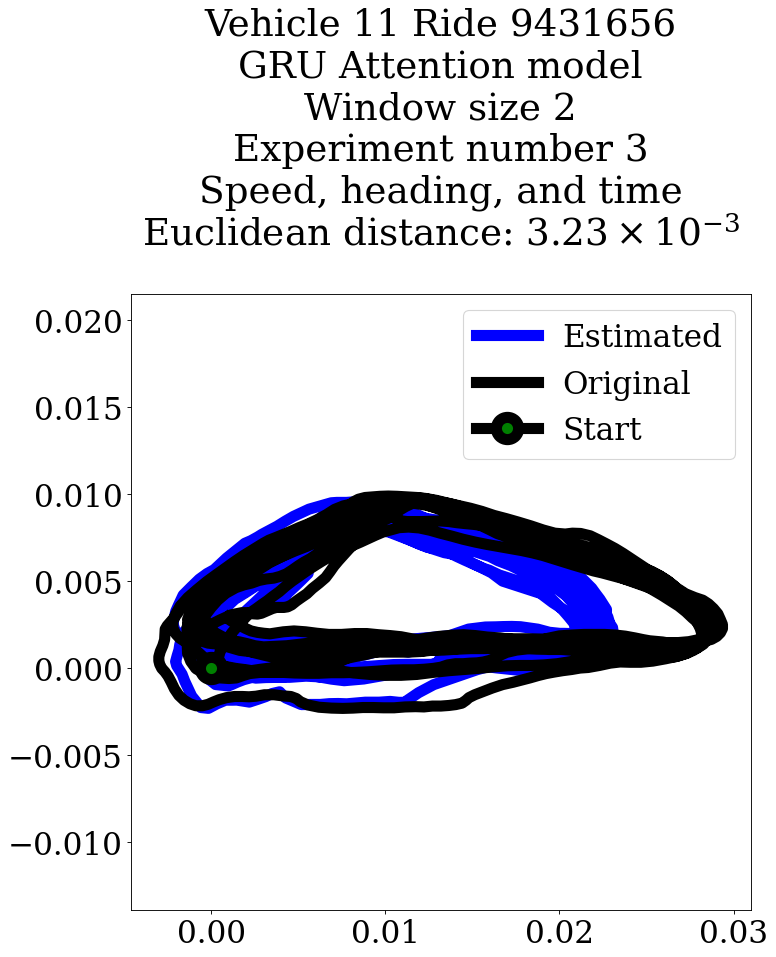 Vehicle 11 Ride 9431656
GRU Attention model
Window size 2
Experiment number 3
Speed, heading, and time
Euclidean distance: 3.23 × 10⁻³
Estimated
Original
Start
0.020
0.015
0.010
0.005
0.000
−0.005
−0.010
0.00 0.01 0.02 0.03